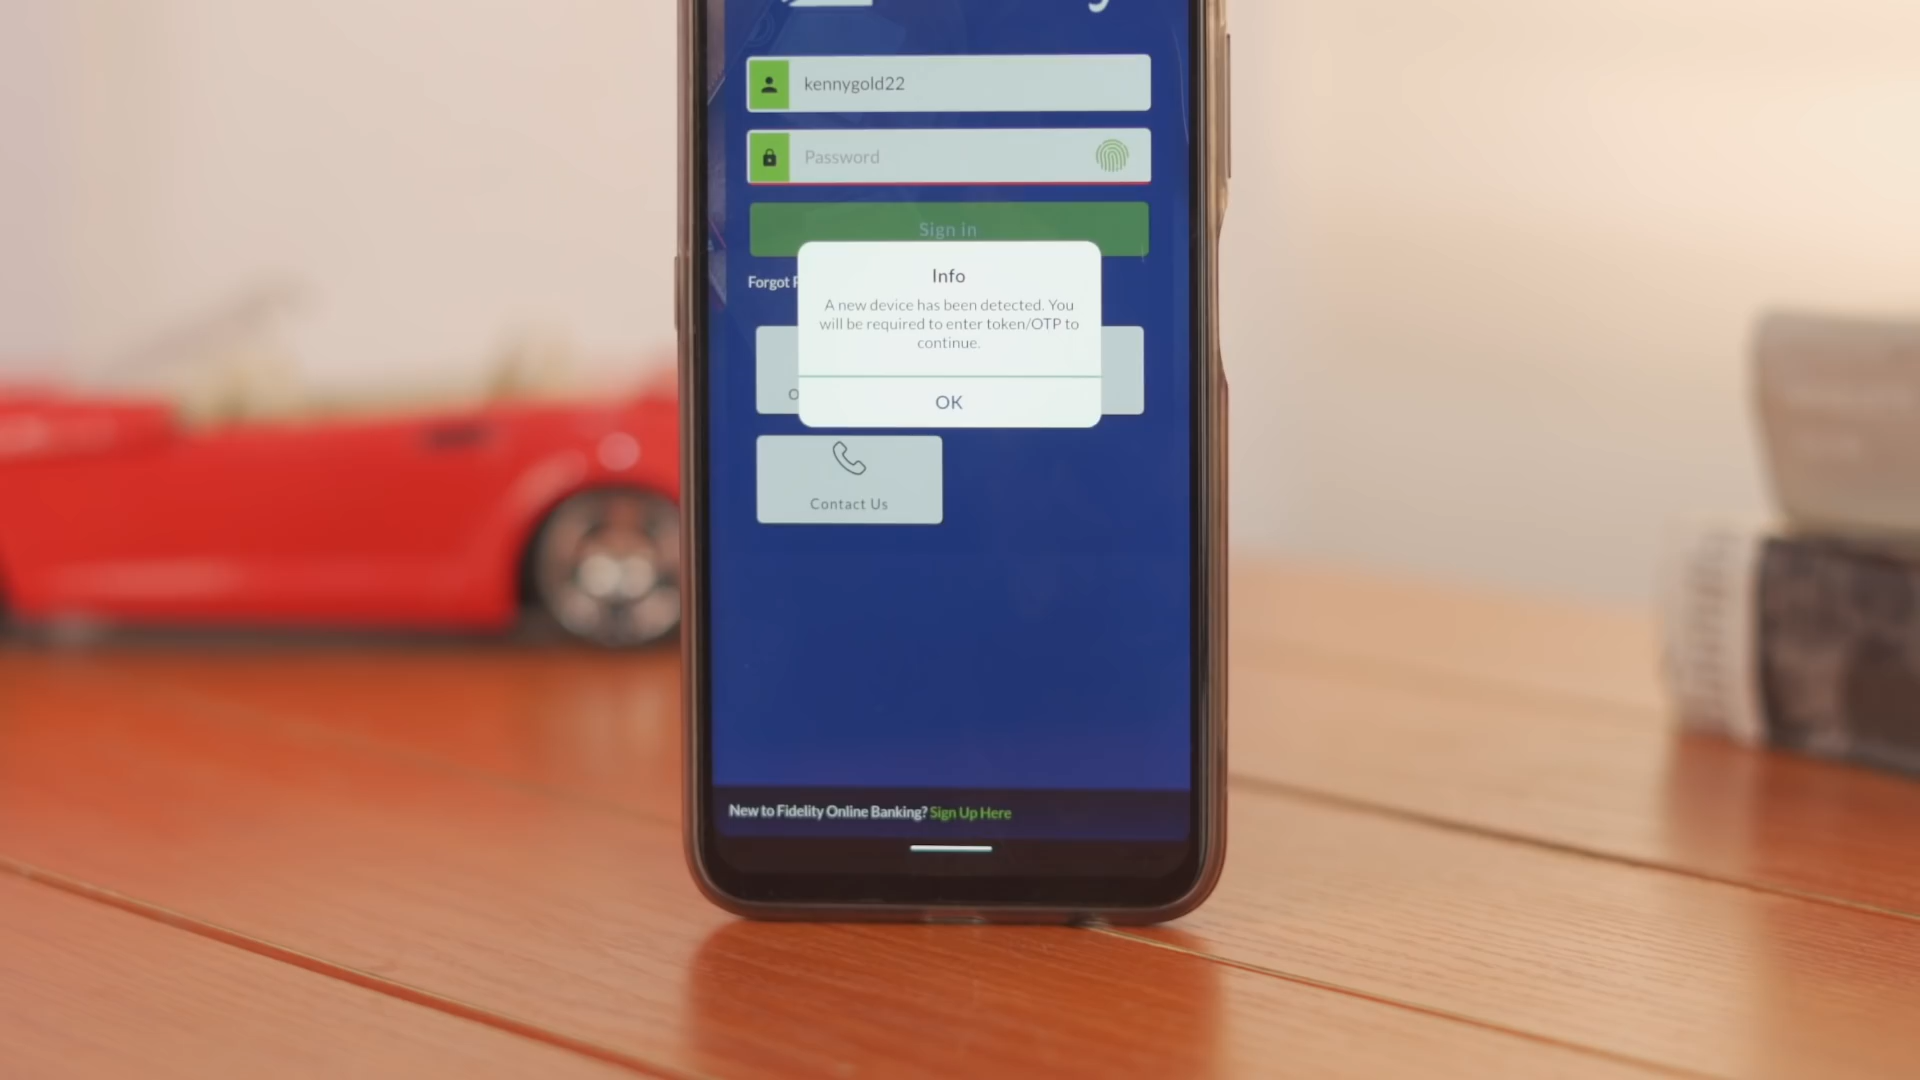 kennygold22
Password
Sign in
Forgot
Info
A new device has been detected. You
will be required to enter token/OTP to
continue.
OK
Contact Us
New to Fidelity Online Banking? Sign Up Here